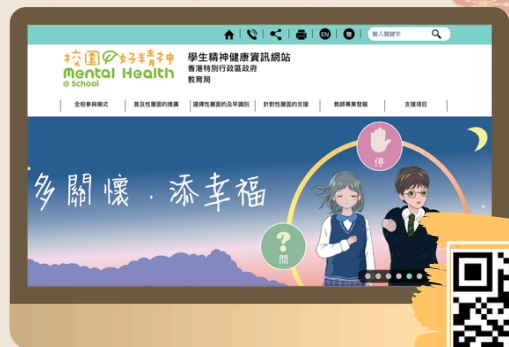 EN
簡
輸入關鍵字
校園好精神
Mental Health
@ School
學生精神健康資訊網站
香港特別行政區政府
教育局
全校參與模式
普及性層面的推廣
選擇性層面的及早識別
針對性層面的支援
教師專業發展
支援項目
多關懷．添幸福
停
?
問